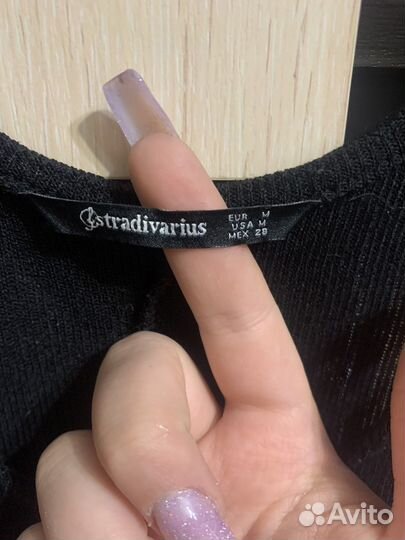 stradivarius
EUR M
USA M
MEX 28
Avito